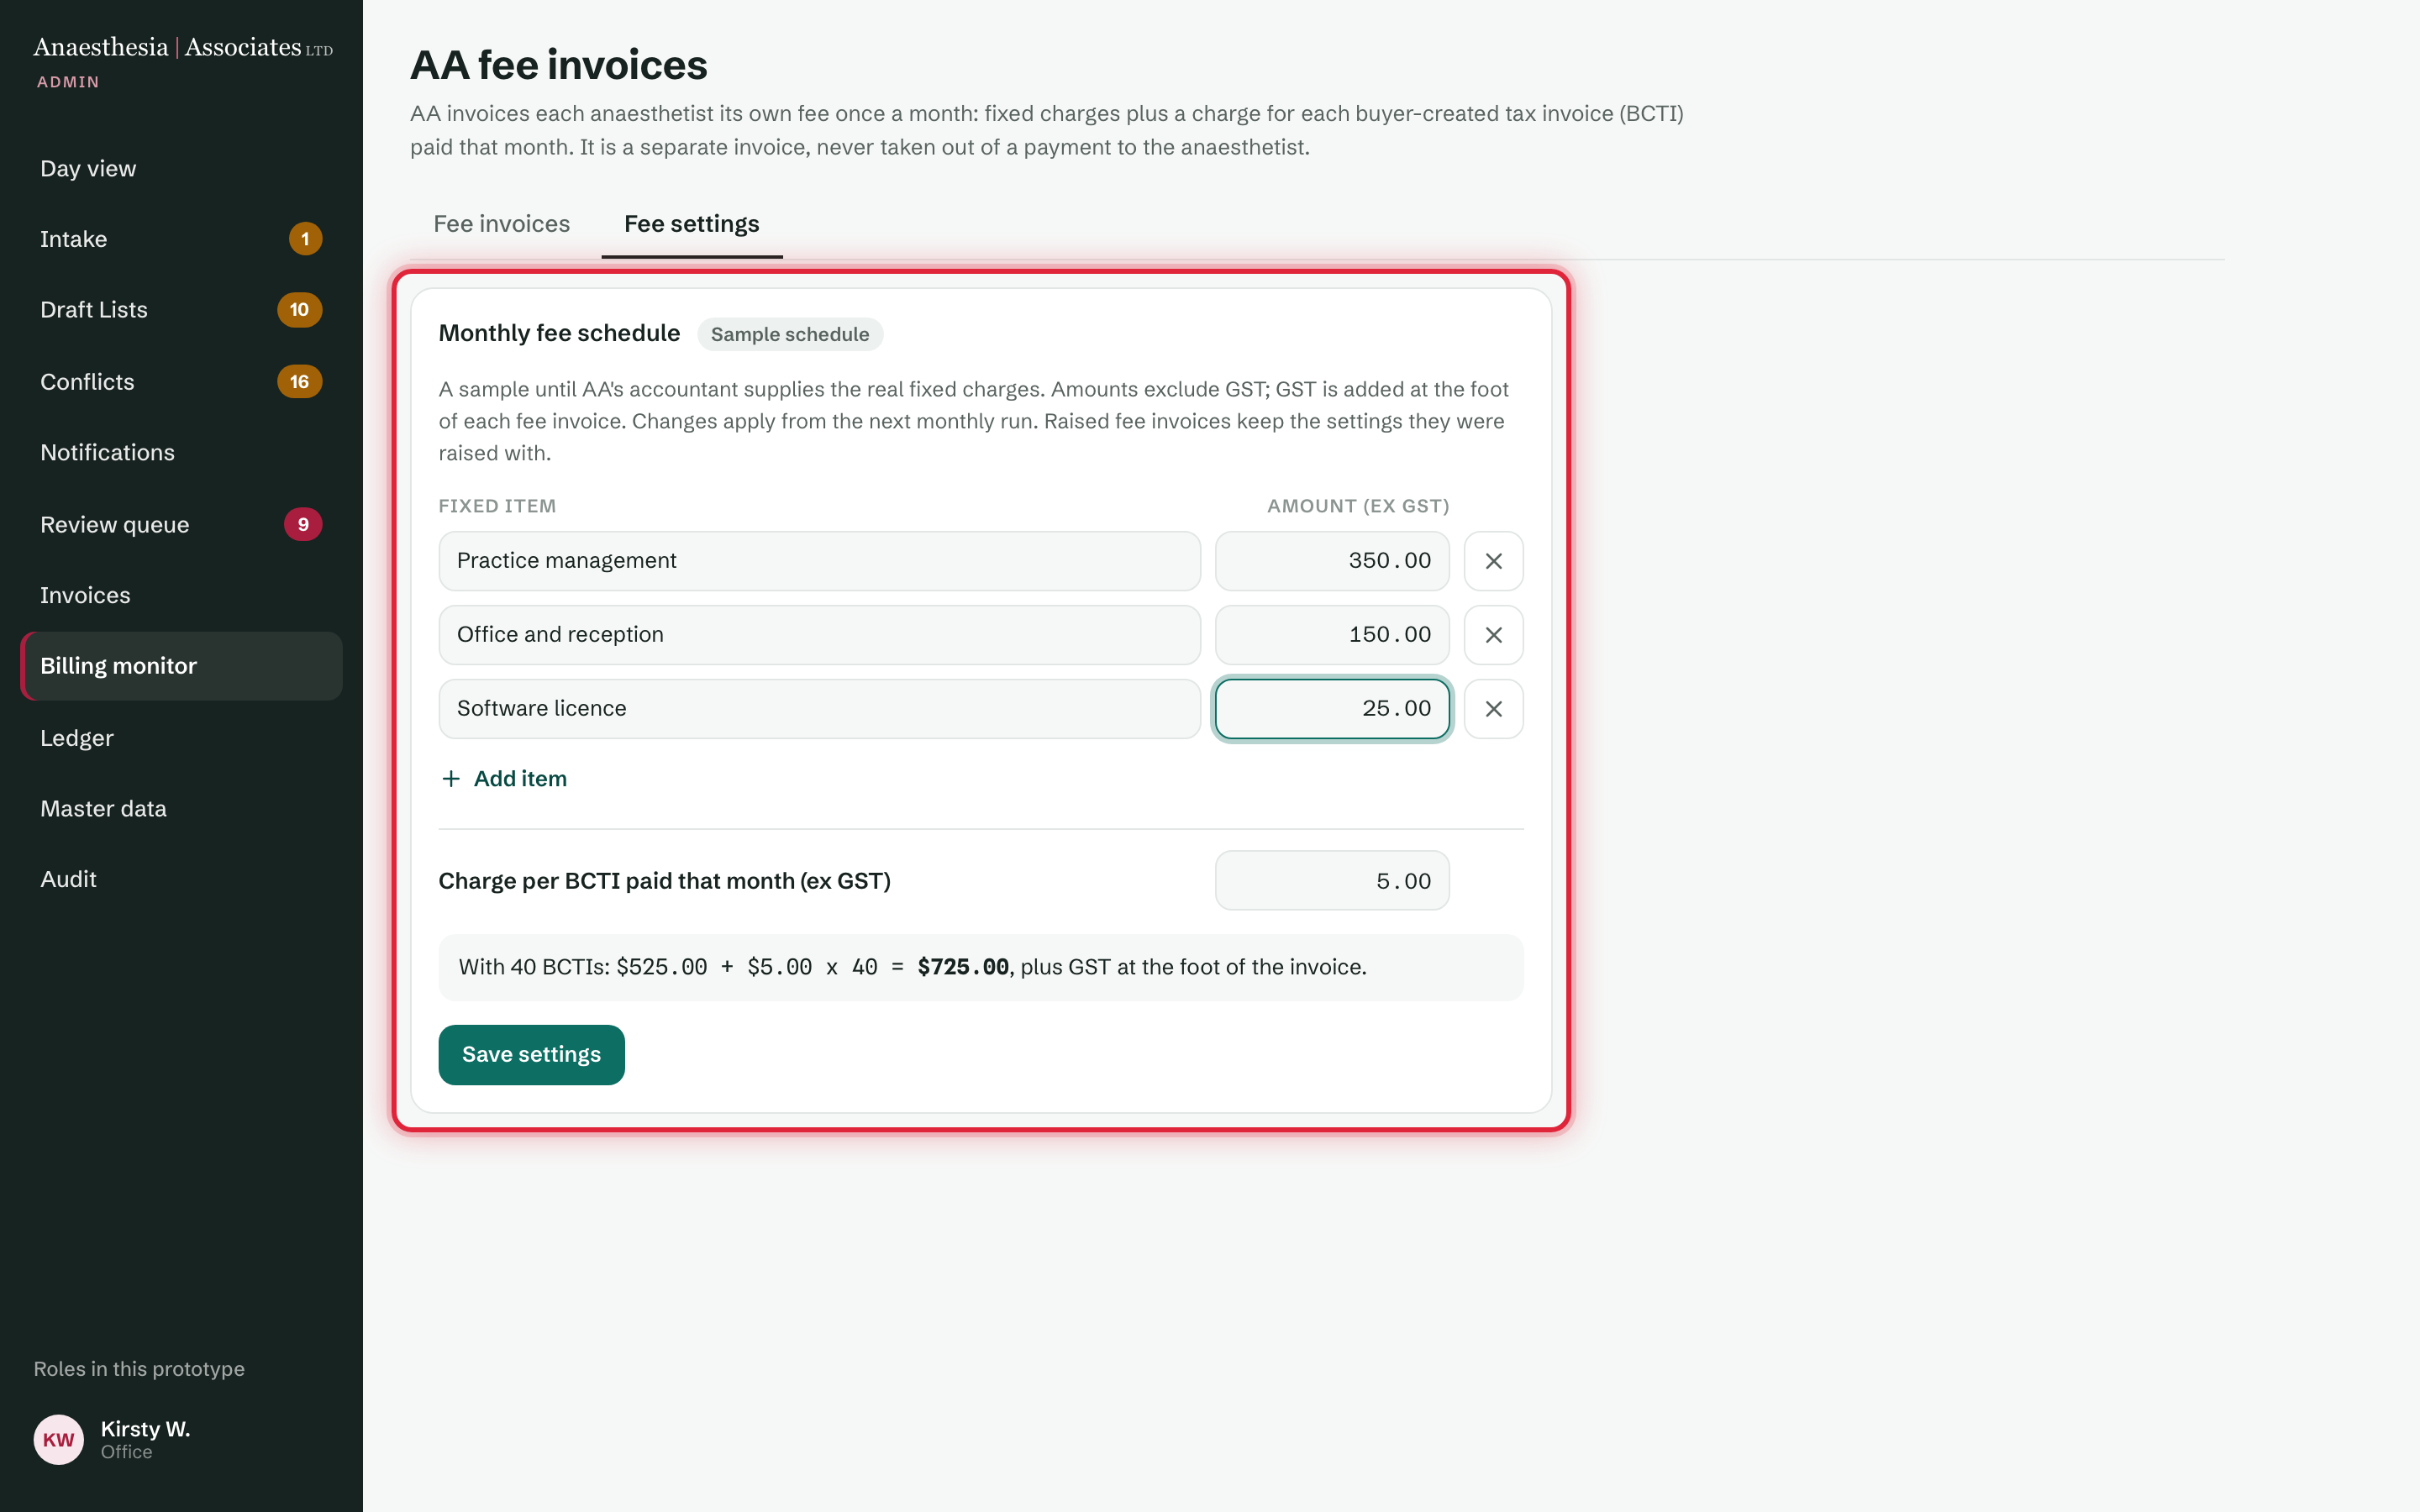 Anaesthesia | Associates LTD
ADMIN
Day view
Intake 1
Draft Lists 10
Conflicts 16
Notifications
Review queue 9
Invoices
Billing monitor
Ledger
Master data
Audit
Roles in this prototype
KW
Kirsty W.
Office
AA fee invoices
AA invoices each anaesthetist its own fee once a month: fixed charges plus a charge for each buyer-created tax invoice (BCTI)
paid that month. It is a separate invoice, never taken out of a payment to the anaesthetist.
Fee invoices Fee settings
Monthly fee schedule Sample schedule
A sample until AA's accountant supplies the real fixed charges. Amounts exclude GST; GST is added at the foot
of each fee invoice. Changes apply from the next monthly run. Raised fee invoices keep the settings they were
raised with.
FIXED ITEM AMOUNT (EX GST)
Practice management 350.00
Office and reception 150.00
Software licence 25.00
+ Add item
Charge per BCTI paid that month (ex GST) 5.00
With 40 BCTIs: $525.00 + $5.00 x 40 = $725.00, plus GST at the foot of the invoice.
Save settings